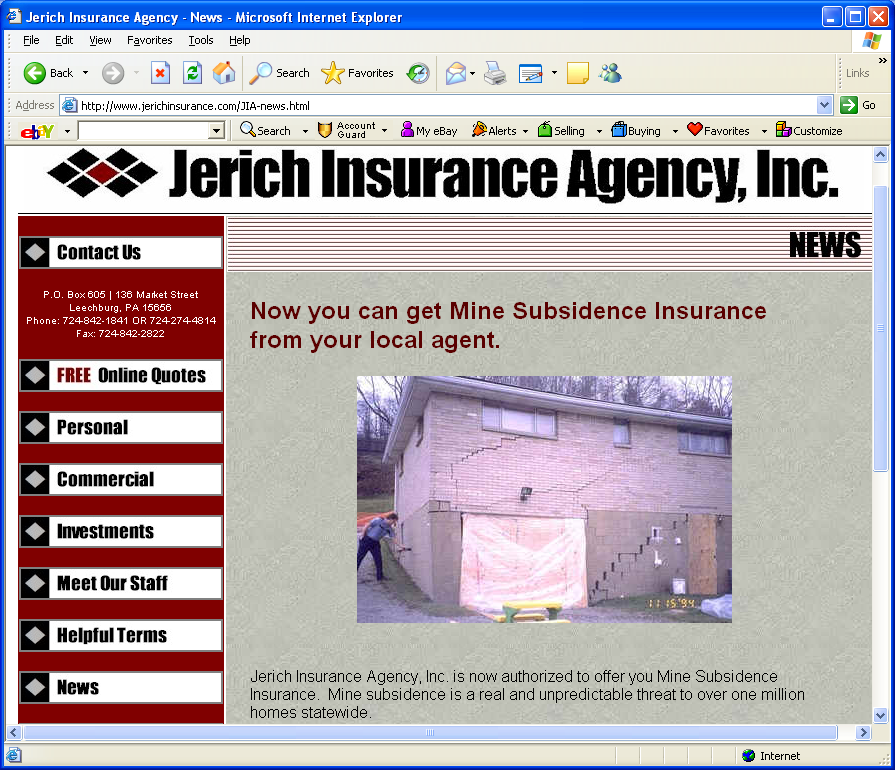 Jerich Insurance Agency - News - Microsoft Internet Explorer
File Edit View Favorites Tools Help
Back Search Favorites Links »
Address http://www.jerichinsurance.com/JIA-news.html Go
ebY Search Account Guard My eBay Alerts Selling Buying Favorites Customize
Jerich Insurance Agency, Inc.
Contact Us
NEWS
P.O. Box 605 | 136 Market Street
Leechburg, PA 15656
Phone: 724-842-1841 OR 724-274-4814
Fax: 724-842-2822
Now you can get Mine Subsidence Insurance
from your local agent.
FREE Online Quotes
Personal
Commercial
Investments
Meet Our Staff
Helpful Terms
News
11 15 '94
Jerich Insurance Agency, Inc. is now authorized to offer you Mine Subsidence
Insurance. Mine subsidence is a real and unpredictable threat to over one million
homes statewide.
Internet